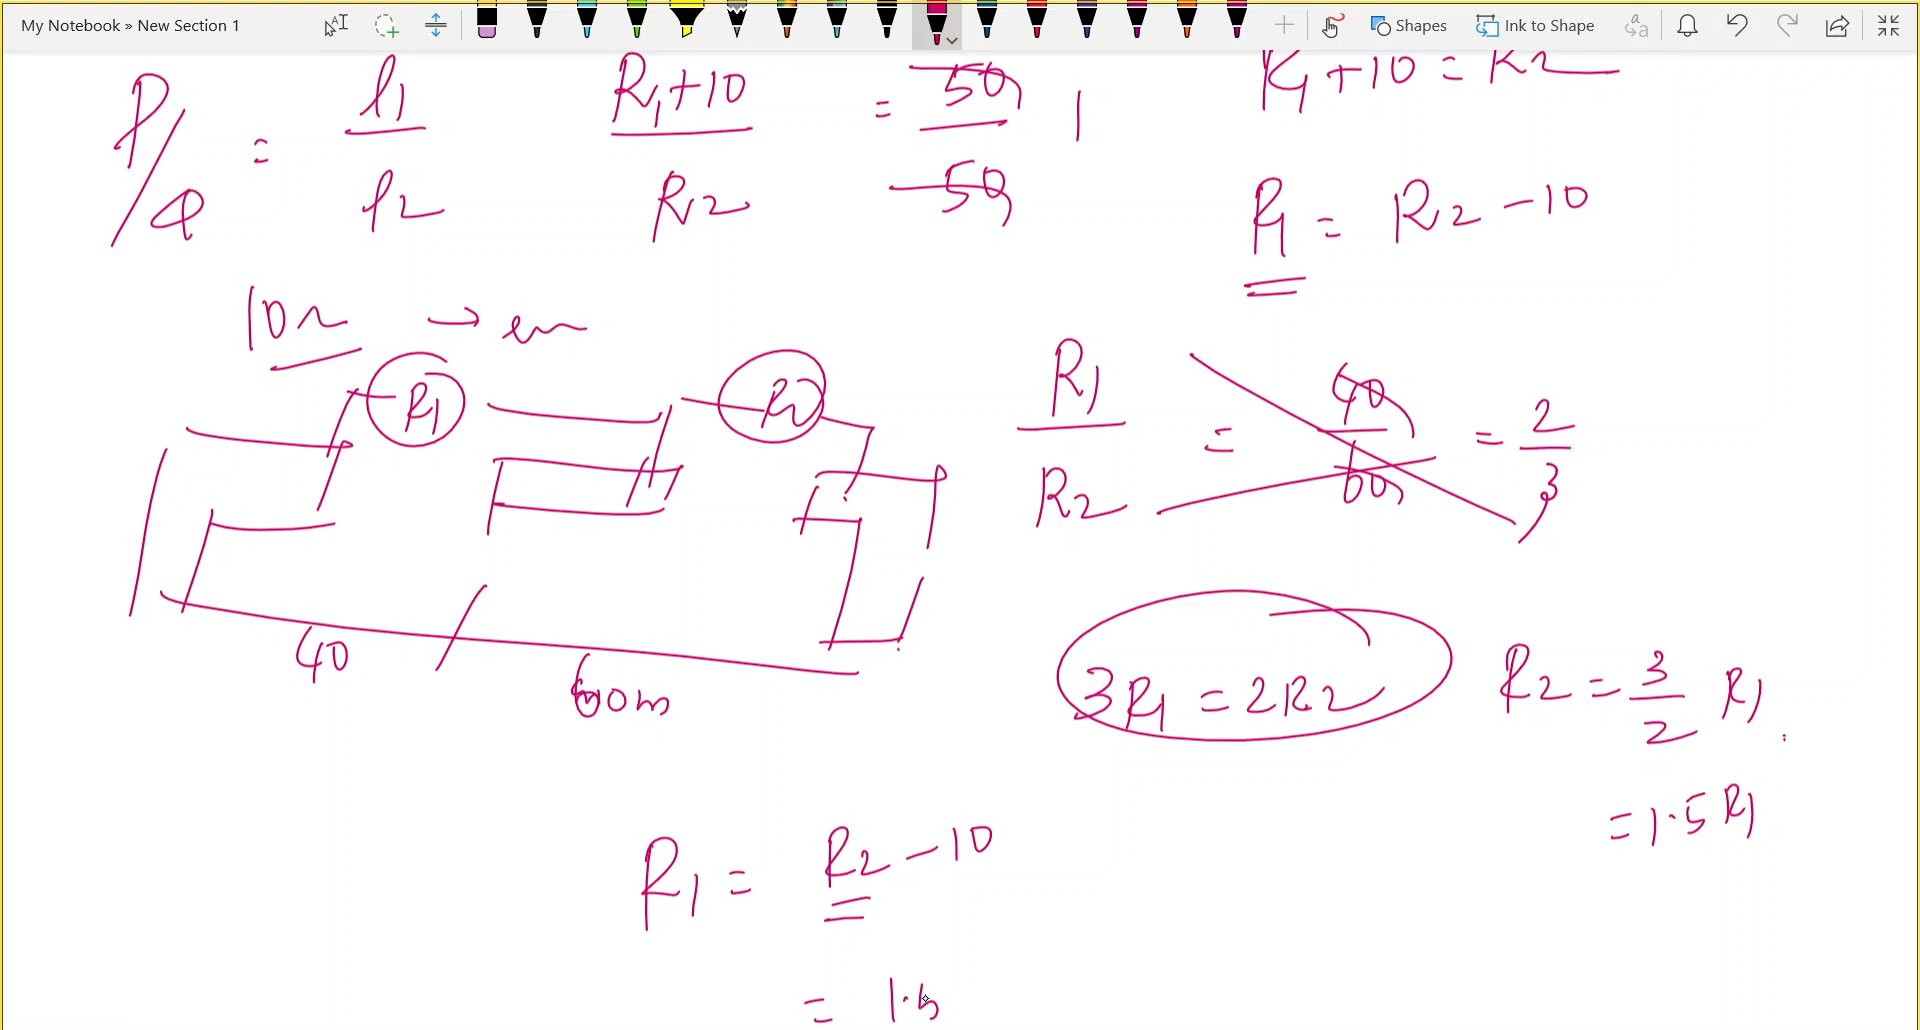 My Notebook » New Section 1
Shapes
Ink to Shape
P/Q = l1/l2
R1+10/R2 = 50/50 1
R1+10 = R2
R1 = R2 -10
10Ω →
R1
R2
40
60m
R1/R2 = 40/60 = 2/3
3R1 = 2R2
R2 = 3/2 R1
= 1.5 R1
R1 = R2 -10
= 1.5